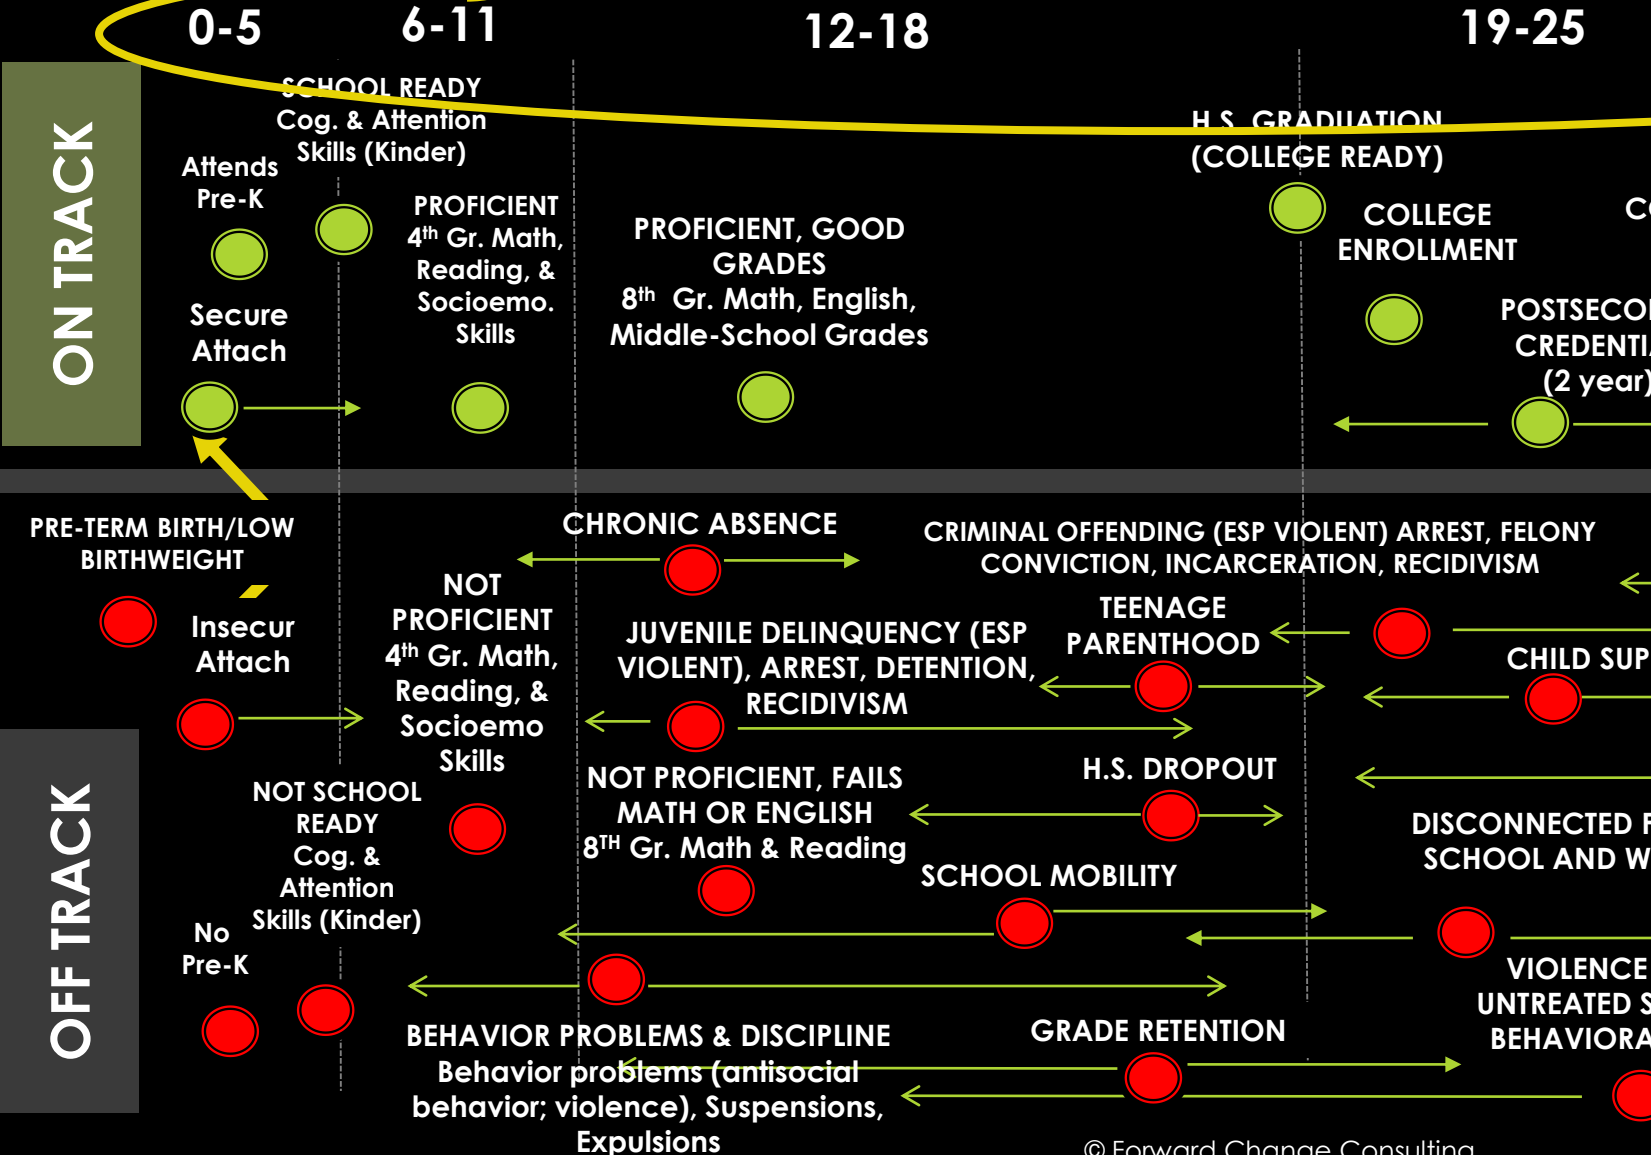 0-5
6-11
12-18
19-25
ON TRACK
SCHOOL READY
Cog. & Attention
Skills (Kinder)
Attends
Pre-K
Secure
Attach
PROFICIENT
4th Gr. Math,
Reading, &
Socioemo.
Skills
PROFICIENT, GOOD
GRADES
8th Gr. Math, English,
Middle-School Grades
H.S. GRADUATION
(COLLEGE READY)
COLLEGE
ENROLLMENT
(2 year)
PRE-TERM BIRTH/LOW
BIRTHWEIGHT
Insecur
Attach
NOT
PROFICIENT
4th Gr. Math,
Reading, &
Socioemo
Skills
CHRONIC ABSENCE
CRIMINAL OFFENDING (ESP VIOLENT) ARREST, FELONY
CONVICTION, INCARCERATION, RECIDIVISM
JUVENILE DELINQUENCY (ESP
VIOLENT), ARREST, DETENTION,
RECIDIVISM
TEENAGE
PARENTHOOD
CHILD SUP
OFF TRACK
NOT SCHOOL
READY
Cog. &
Attention
Skills (Kinder)
No
Pre-K
NOT PROFICIENT, FAILS
MATH OR ENGLISH
8TH Gr. Math & Reading
H.S. DROPOUT
SCHOOL MOBILITY
DISCONNECTED F
SCHOOL AND W
BEHAVIOR PROBLEMS & DISCIPLINE
Behavior problems (antisocial
behavior; violence), Suspensions,
Expulsions
GRADE RETENTION
VIOLENCE
UNTREATED S
BEHAVIORA
© Forward Change Consulting